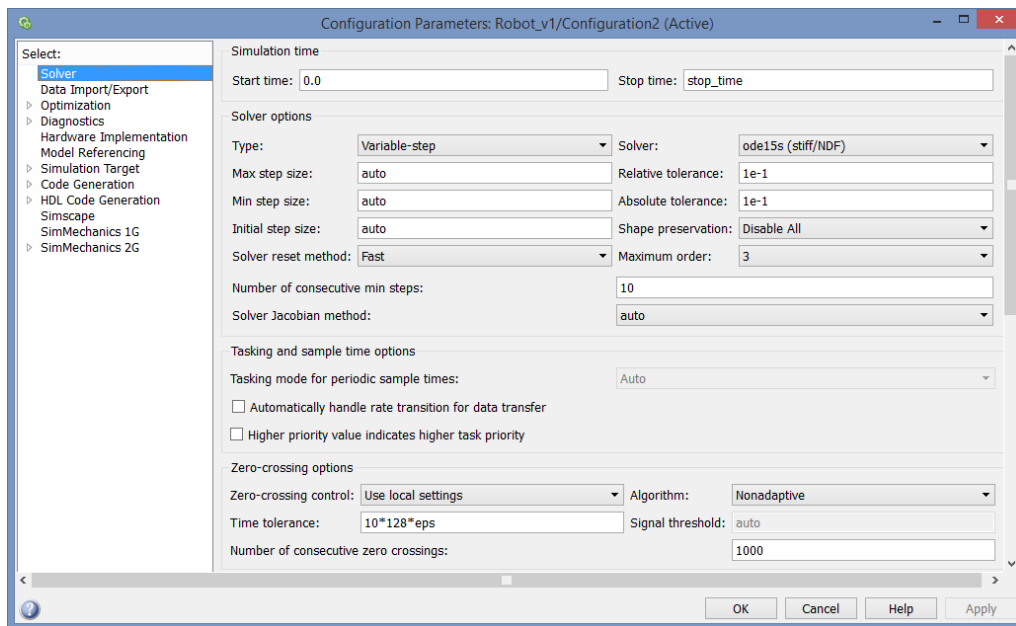 Configuration Parameters: Robot_v1/Configuration2 (Active)
Select:
Solver
Data Import/Export
Optimization
Diagnostics
Hardware Implementation
Model Referencing
Simulation Target
Code Generation
HDL Code Generation
Simscape
SimMechanics 1G
SimMechanics 2G
Simulation time
Start time: 0.0 Stop time: stop_time
Solver options
Type: Variable-step Solver: ode15s (stiff/NDF)
Max step size: auto Relative tolerance: 1e-1
Min step size: auto Absolute tolerance: 1e-1
Initial step size: auto Shape preservation: Disable All
Solver reset method: Fast Maximum order: 3
Number of consecutive min steps: 10
Solver Jacobian method: auto
Tasking and sample time options
Tasking mode for periodic sample times: Auto
Automatically handle rate transition for data transfer
Higher priority value indicates higher task priority
Zero-crossing options
Zero-crossing control: Use local settings Algorithm: Nonadaptive
Time tolerance: 10*128*eps Signal threshold: auto
Number of consecutive zero crossings: 1000
OK Cancel Help Apply